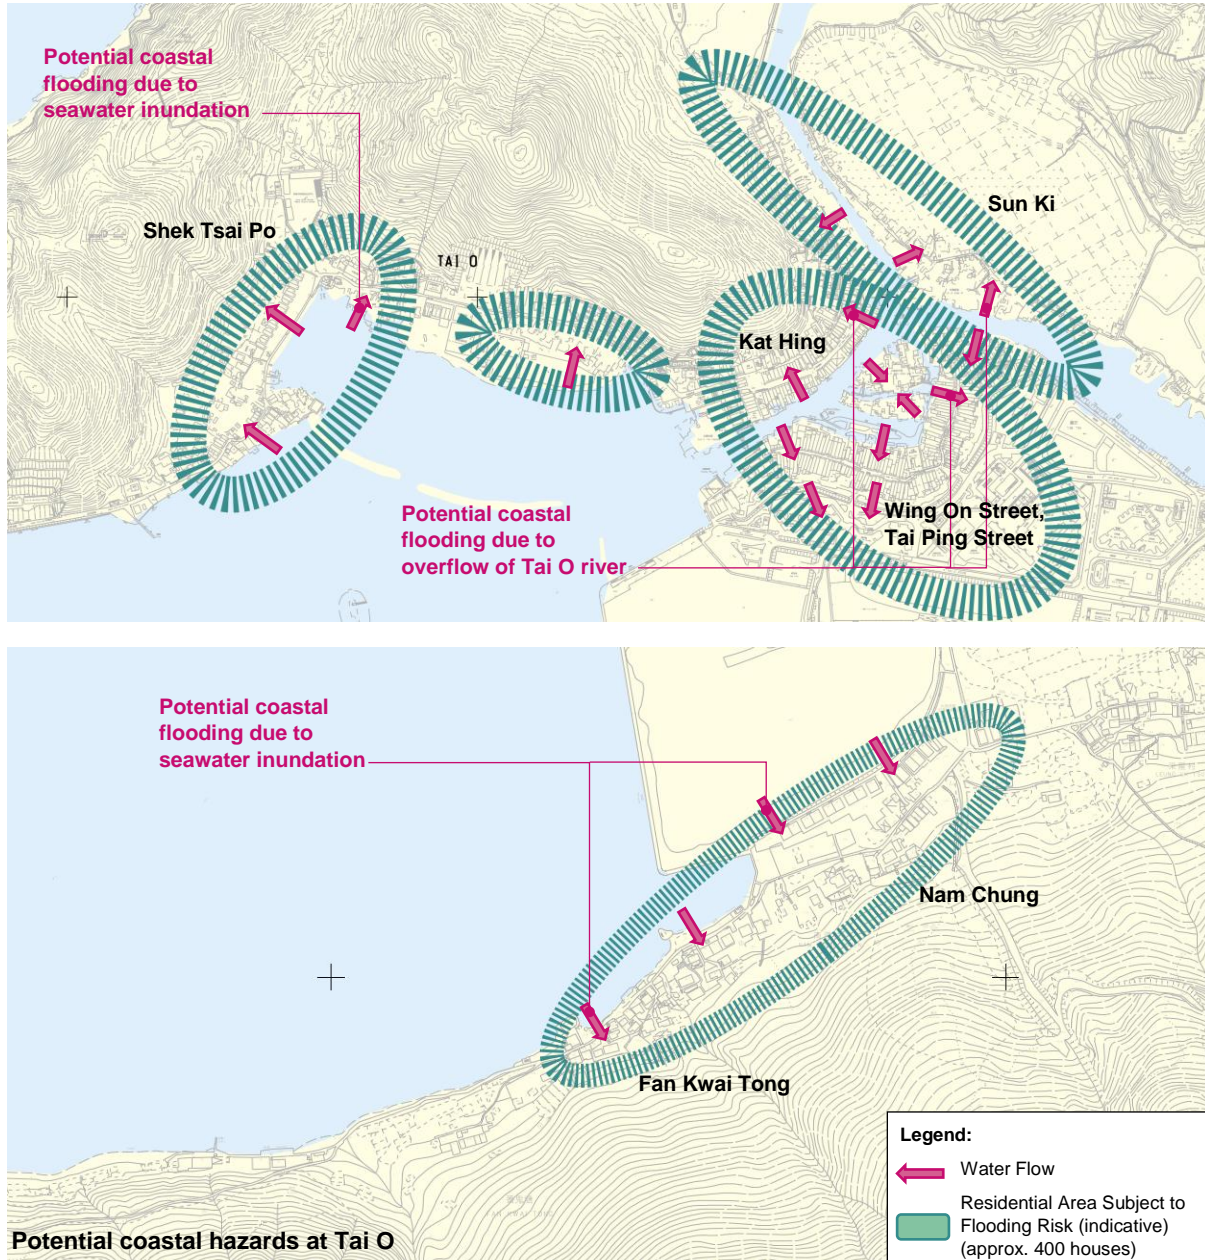 Potential coastal
flooding due to
seawater inundation
Shek Tsai Po
TAI O
Sun Ki
Kat Hing
Wing On Street,
Tai Ping Street
Potential coastal
flooding due to
overflow of Tai O river
Potential coastal
flooding due to
seawater inundation
Nam Chung
Fan Kwai Tong
FAN KWAI TONG
Legend:
Water Flow
Residential Area Subject to
Flooding Risk (indicative)
(approx. 400 houses)
Potential coastal hazards at Tai O